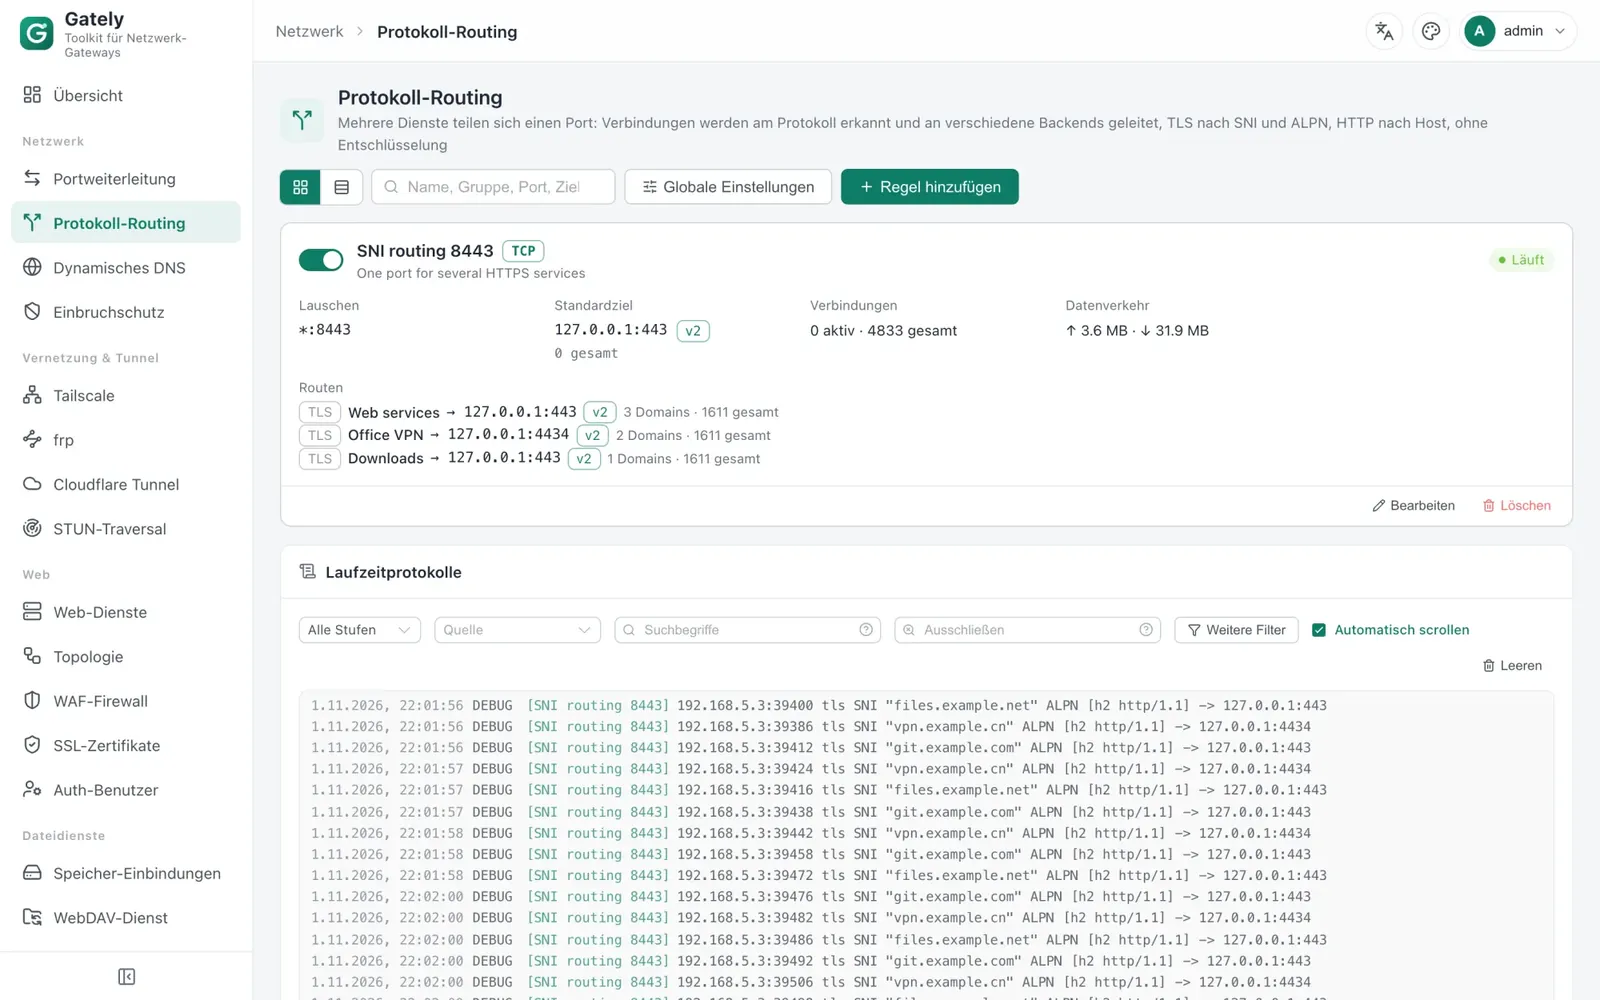 Gately
Toolkit für Netzwerk-
Gateways
Übersicht
Netzwerk
Portweiterleitung
Protokoll-Routing
Dynamisches DNS
Einbruchschutz
Vernetzung & Tunnel
Tailscale
frp
Cloudflare Tunnel
STUN-Traversal
Web
Web-Dienste
Topologie
WAF-Firewall
SSL-Zertifikate
Auth-Benutzer
Dateidienste
Speicher-Einbindungen
WebDAV-Dienst
Netzwerk > Protokoll-Routing
A admin
Protokoll-Routing
Mehrere Dienste teilen sich einen Port: Verbindungen werden am Protokoll erkannt und an verschiedene Backends geleitet, TLS nach SNI und ALPN, HTTP nach Host, ohne
Entschlüsselung
Name, Gruppe, Port, Ziel
Globale Einstellungen
+ Regel hinzufügen
SNI routing 8443 TCP
One port for several HTTPS services
Läuft
Lauschen
*:8443
Standardziel
127.0.0.1:443 v2
0 gesamt
Verbindungen
0 aktiv · 4833 gesamt
Datenverkehr
↑ 3.6 MB · ↓ 31.9 MB
Routen
TLS Web services → 127.0.0.1:443 v2 3 Domains · 1611 gesamt
TLS Office VPN → 127.0.0.1:4434 v2 2 Domains · 1611 gesamt
TLS Downloads → 127.0.0.1:443 v2 1 Domains · 1611 gesamt
Bearbeiten Löschen
Laufzeitprotokolle
Alle Stufen Quelle Suchbegriffe Ausschließen Weitere Filter Automatisch scrollen
Leeren
1.11.2026, 22:01:56 DEBUG [SNI routing 8443] 192.168.5.3:39400 tls SNI "files.example.net" ALPN [h2 http/1.1] -> 127.0.0.1:443
1.11.2026, 22:01:56 DEBUG [SNI routing 8443] 192.168.5.3:39386 tls SNI "vpn.example.cn" ALPN [h2 http/1.1] -> 127.0.0.1:4434
1.11.2026, 22:01:56 DEBUG [SNI routing 8443] 192.168.5.3:39412 tls SNI "git.example.com" ALPN [h2 http/1.1] -> 127.0.0.1:443
1.11.2026, 22:01:57 DEBUG [SNI routing 8443] 192.168.5.3:39424 tls SNI "vpn.example.cn" ALPN [h2 http/1.1] -> 127.0.0.1:4434
1.11.2026, 22:01:57 DEBUG [SNI routing 8443] 192.168.5.3:39416 tls SNI "files.example.net" ALPN [h2 http/1.1] -> 127.0.0.1:443
1.11.2026, 22:01:57 DEBUG [SNI routing 8443] 192.168.5.3:39438 tls SNI "git.example.com" ALPN [h2 http/1.1] -> 127.0.0.1:443
1.11.2026, 22:01:58 DEBUG [SNI routing 8443] 192.168.5.3:39442 tls SNI "vpn.example.cn" ALPN [h2 http/1.1] -> 127.0.0.1:4434
1.11.2026, 22:01:58 DEBUG [SNI routing 8443] 192.168.5.3:39458 tls SNI "git.example.com" ALPN [h2 http/1.1] -> 127.0.0.1:443
1.11.2026, 22:01:58 DEBUG [SNI routing 8443] 192.168.5.3:39472 tls SNI "files.example.net" ALPN [h2 http/1.1] -> 127.0.0.1:443
1.11.2026, 22:02:00 DEBUG [SNI routing 8443] 192.168.5.3:39476 tls SNI "git.example.com" ALPN [h2 http/1.1] -> 127.0.0.1:443
1.11.2026, 22:02:00 DEBUG [SNI routing 8443] 192.168.5.3:39482 tls SNI "vpn.example.cn" ALPN [h2 http/1.1] -> 127.0.0.1:4434
1.11.2026, 22:02:00 DEBUG [SNI routing 8443] 192.168.5.3:39486 tls SNI "files.example.net" ALPN [h2 http/1.1] -> 127.0.0.1:443
1.11.2026, 22:02:00 DEBUG [SNI routing 8443] 192.168.5.3:39492 tls SNI "git.example.com" ALPN [h2 http/1.1] -> 127.0.0.1:443
1.11.2026, 22:02:00 DEBUG [SNI routing 8443] 192.168.5.3:39506 tls SNI "vpn.example.cn" ALPN [h2 http/1.1] -> 127.0.0.1:4434